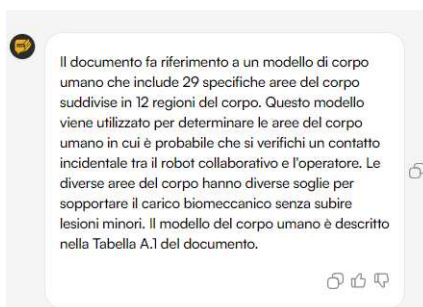 Il documento fa riferimento a un modello di corpo
umano che include 29 specifiche aree del corpo
suddivise in 12 regioni del corpo. Questo modello
viene utilizzato per determinare le aree del corpo
umano in cui è probabile che si verifichi un contatto
incidentale tra il robot collaborativo e l'operatore. Le
diverse aree del corpo hanno diverse soglie per
sopportare il carico biomeccanico senza subire
lesioni minori. Il modello del corpo umano è descritto
nella Tabella A.1 del documento.